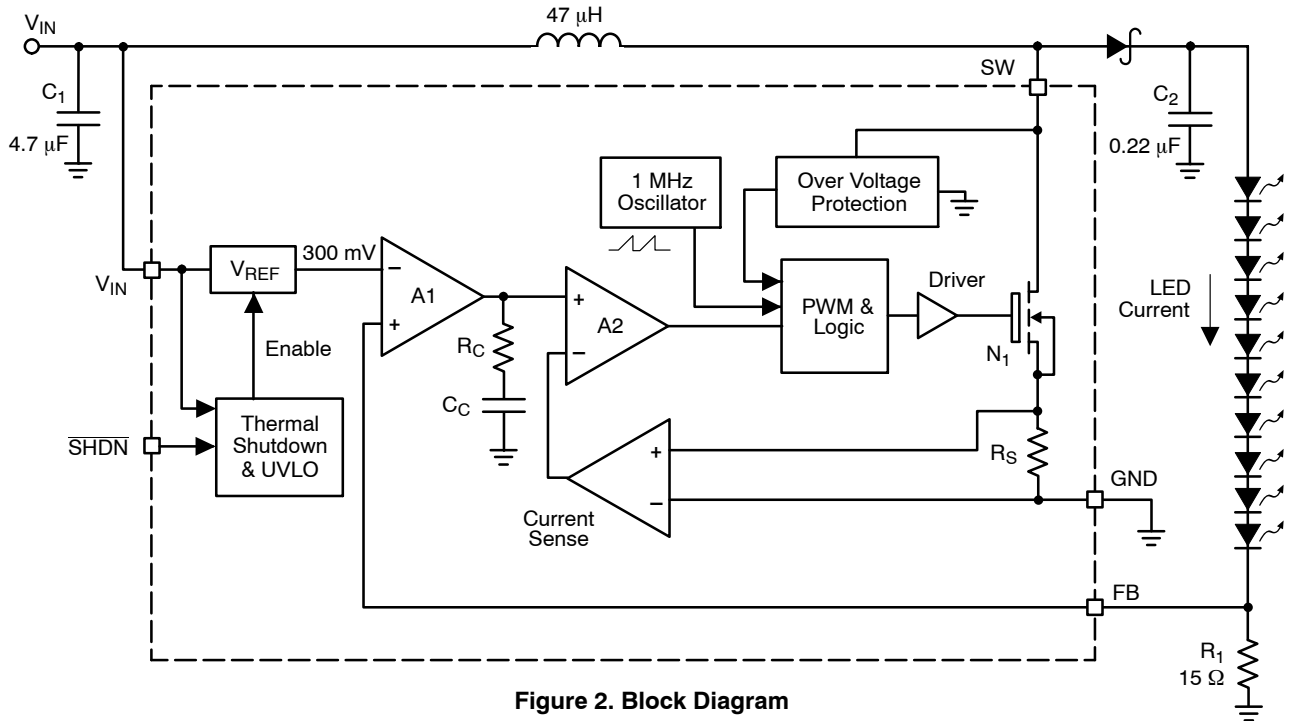 V_IN
47 μH
C_1
4.7 μF
SW
C_2
0.22 μF
1 MHz
Oscillator
Over Voltage
Protection
V_IN
V_REF
300 mV
−
+
A1
+
−
A2
PWM &
Logic
Driver
N_1
LED
Current
Enable
R_C
C_C
Thermal
Shutdown
& UVLO
SHDN
+
−
Current
Sense
R_S
GND
FB
R_1
15 Ω
Figure 2. Block Diagram